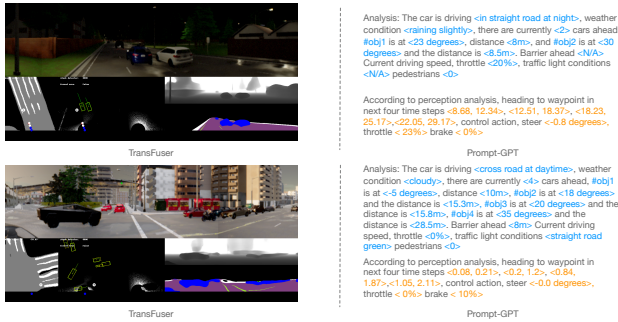 Analysis: The car is driving <in straight road at night>, weather
condition <raining slightly>, there are currently <2> cars ahead
#obj1 is at <23 degrees>, distance <8m>, and #obj2 is at <30
degrees> and the distance is <8.5m>. Barrier ahead <N/A>
Current driving speed, throttle <20%>, traffic light conditions
<N/A> pedestrians <0>
According to perception analysis, heading to waypoint in
next four time steps <8.68, 12.34>, <12.51, 18.37>, <18.23,
25.17>,<22.05, 29.17>, control action, steer <-0.8 degrees>,
throttle < 23%> brake < 0%>
TransFuser
Prompt-GPT
Analysis: The car is driving <cross road at daytime>, weather
condition <cloudy>, there are currently <4> cars ahead, #obj1
is at <-5 degrees>, distance <10m>, #obj2 is at <18 degrees>
and the distance is <15.3m>, #obj3 is at <20 degrees> and the
distance is <15.8m>, #obj4 is at <35 degrees> and the
distance is <28.5m>. Barrier ahead <8m> Current driving
speed, throttle <0%>, traffic light conditions <straight road
green> pedestrians <0>
According to perception analysis, heading to waypoint in
next four time steps <0.08, 0.21>, <0.2, 1.2>, <0.84,
1.87>,<1.05, 2.11>, control action, steer <-0.0 degrees>,
throttle < 0%> brake < 10%>
TransFuser
Prompt-GPT